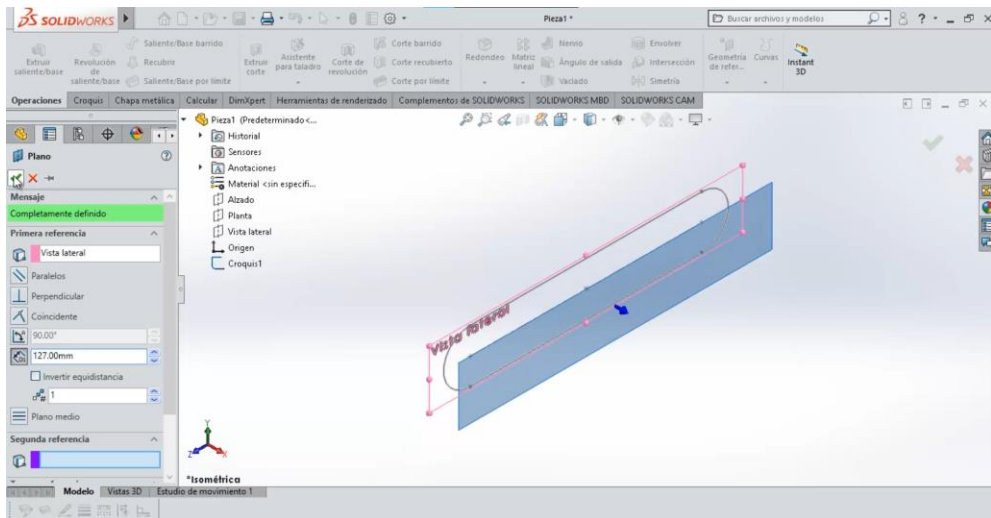 SOLIDWORKS
Pieza1 *
Buscar archivos y modelos
Extruir saliente/base
Revolución de saliente/base
Saliente/Base barrido
Recubrir
Saliente/Base por límite
Extruir corte
Asistente para taladro
Corte de revolución
Corte barrido
Corte recubierto
Corte por límite
Redondeo
Matriz lineal
Nervio
Ángulo de salida
Vaciado
Envolver
Intersección
Simetría
Geometría de refer...
Curvas
Instant 3D
Operaciones Croquis Chapa metálica Calcular DimXpert Herramientas de renderizado Complementos de SOLIDWORKS SOLIDWORKS MBD SOLIDWORKS CAM
Plano
Mensaje
Completamente definido
Primera referencia
Vista lateral
Paralelos
Perpendicular
Coincidente
90.00°
127.00mm
Invertir equidistancia
1
Plano medio
Segunda referencia
Pieza1 (Predeterminado<...
Historial
Sensores
Anotaciones
Material <sin especifi...
Alzado
Planta
Vista lateral
Origen
Croquis1
Vista lateral
Y
Z
X
*Isométrica
Modelo Vistas 3D Estudio de movimiento 1